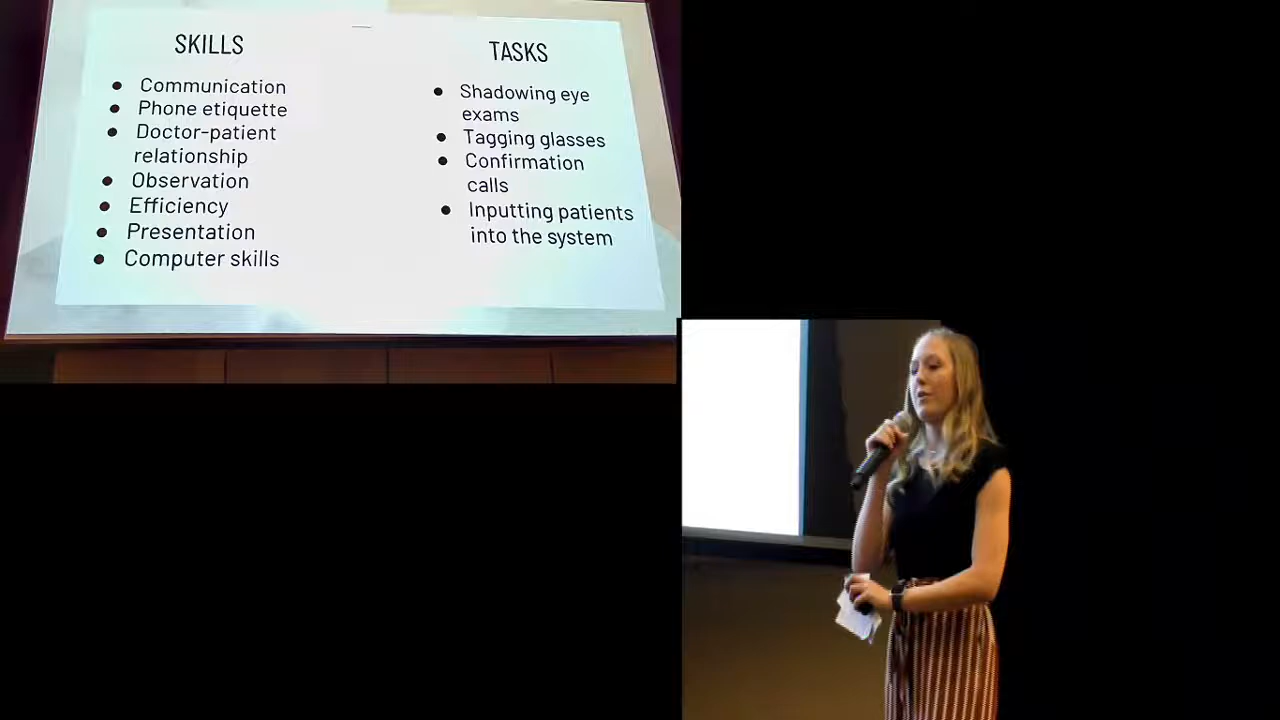 SKILLS
Communication
Phone etiquette
Doctor-patient
relationship
Observation
Efficiency
Presentation
Computer skills
TASKS
Shadowing eye
exams
Tagging glasses
Confirmation
calls
Inputting patients
into the system